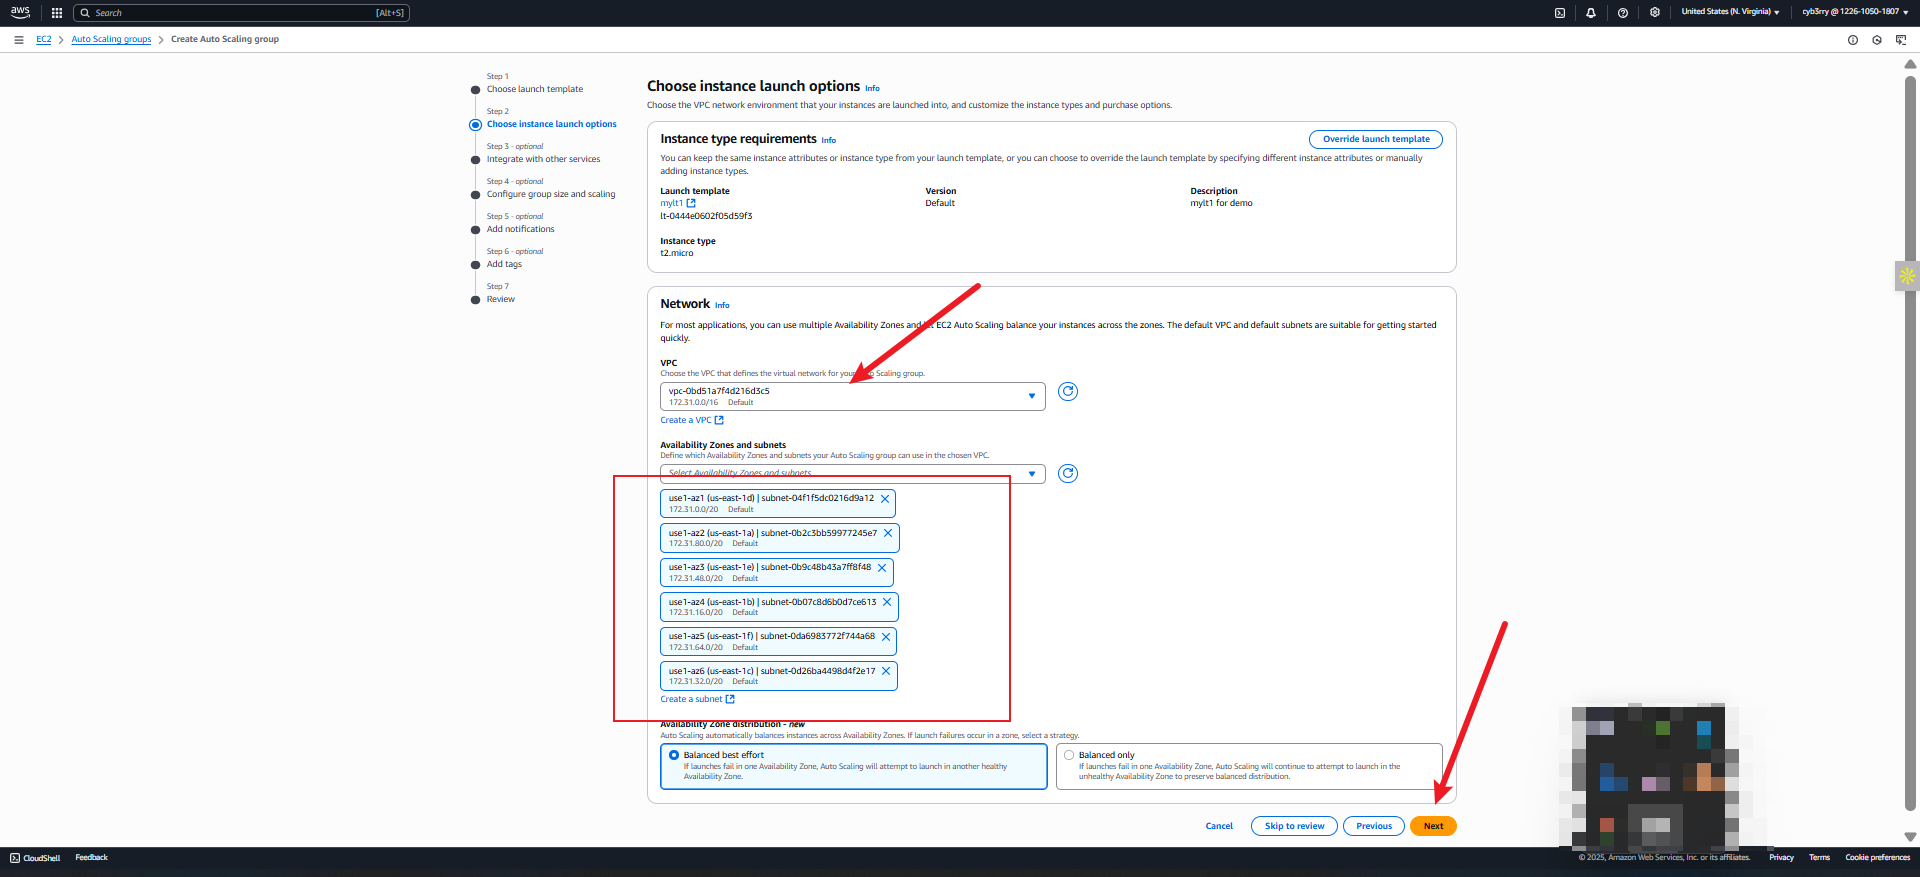 aws
Search
[Alt+S]
United States (N. Virginia)
cyb3rry @ 1226-1050-1807
EC2
Auto Scaling groups
Create Auto Scaling group
Step 1
Choose launch template
Step 2
Choose instance launch options
Step 3 - optional
Integrate with other services
Step 4 - optional
Configure group size and scaling
Step 5 - optional
Add notifications
Step 6 - optional
Add tags
Step 7
Review
Choose instance launch options Info
Choose the VPC network environment that your instances are launched into, and customize the instance types and purchase options.
Instance type requirements Info
Override launch template
You can keep the same instance attributes or instance type from your launch template, or you can choose to override the launch template by specifying different instance attributes or manually
adding instance types.
Launch template
mylt1
lt-0444e0602f05d59f3
Version
Default
Description
mylt1 for demo
Instance type
t2.micro
Network Info
For most applications, you can use multiple Availability Zones and let EC2 Auto Scaling balance your instances across the zones. The default VPC and default subnets are suitable for getting started
quickly.
VPC
Choose the VPC that defines the virtual network for your Auto Scaling group.
vpc-0bd51a7f4d216d3c5
172.31.0.0/16 Default
Create a VPC
Availability Zones and subnets
Define which Availability Zones and subnets your Auto Scaling group can use in the chosen VPC.
Select Availability Zones and subnets
use1-az1 (us-east-1d) | subnet-04f1f5dc0216d9a12
172.31.0.0/20 Default
use1-az2 (us-east-1a) | subnet-0b2c3bb59977245e7
172.31.80.0/20 Default
use1-az3 (us-east-1e) | subnet-0b9c48b43a7ff8f48
172.31.48.0/20 Default
use1-az4 (us-east-1b) | subnet-0b07c8d6b0d7ce613
172.31.16.0/20 Default
use1-az5 (us-east-1f) | subnet-0da6983772f744a68
172.31.64.0/20 Default
use1-az6 (us-east-1c) | subnet-0d26ba4498d4f2e17
172.31.32.0/20 Default
Create a subnet
Availability Zone distribution - new
Auto Scaling automatically balances instances across Availability Zones. If launch failures occur in a zone, select a strategy.
Balanced best effort
If launches fail in one Availability Zone, Auto Scaling will attempt to launch in another healthy
Availability Zone.
Balanced only
If launches fail in one Availability Zone, Auto Scaling will continue to attempt to launch in the
unhealthy Availability Zone to preserve balanced distribution.
Cancel
Skip to review
Previous
Next
CloudShell
Feedback
© 2025, Amazon Web Services, Inc. or its affiliates.
Privacy
Terms
Cookie preferences